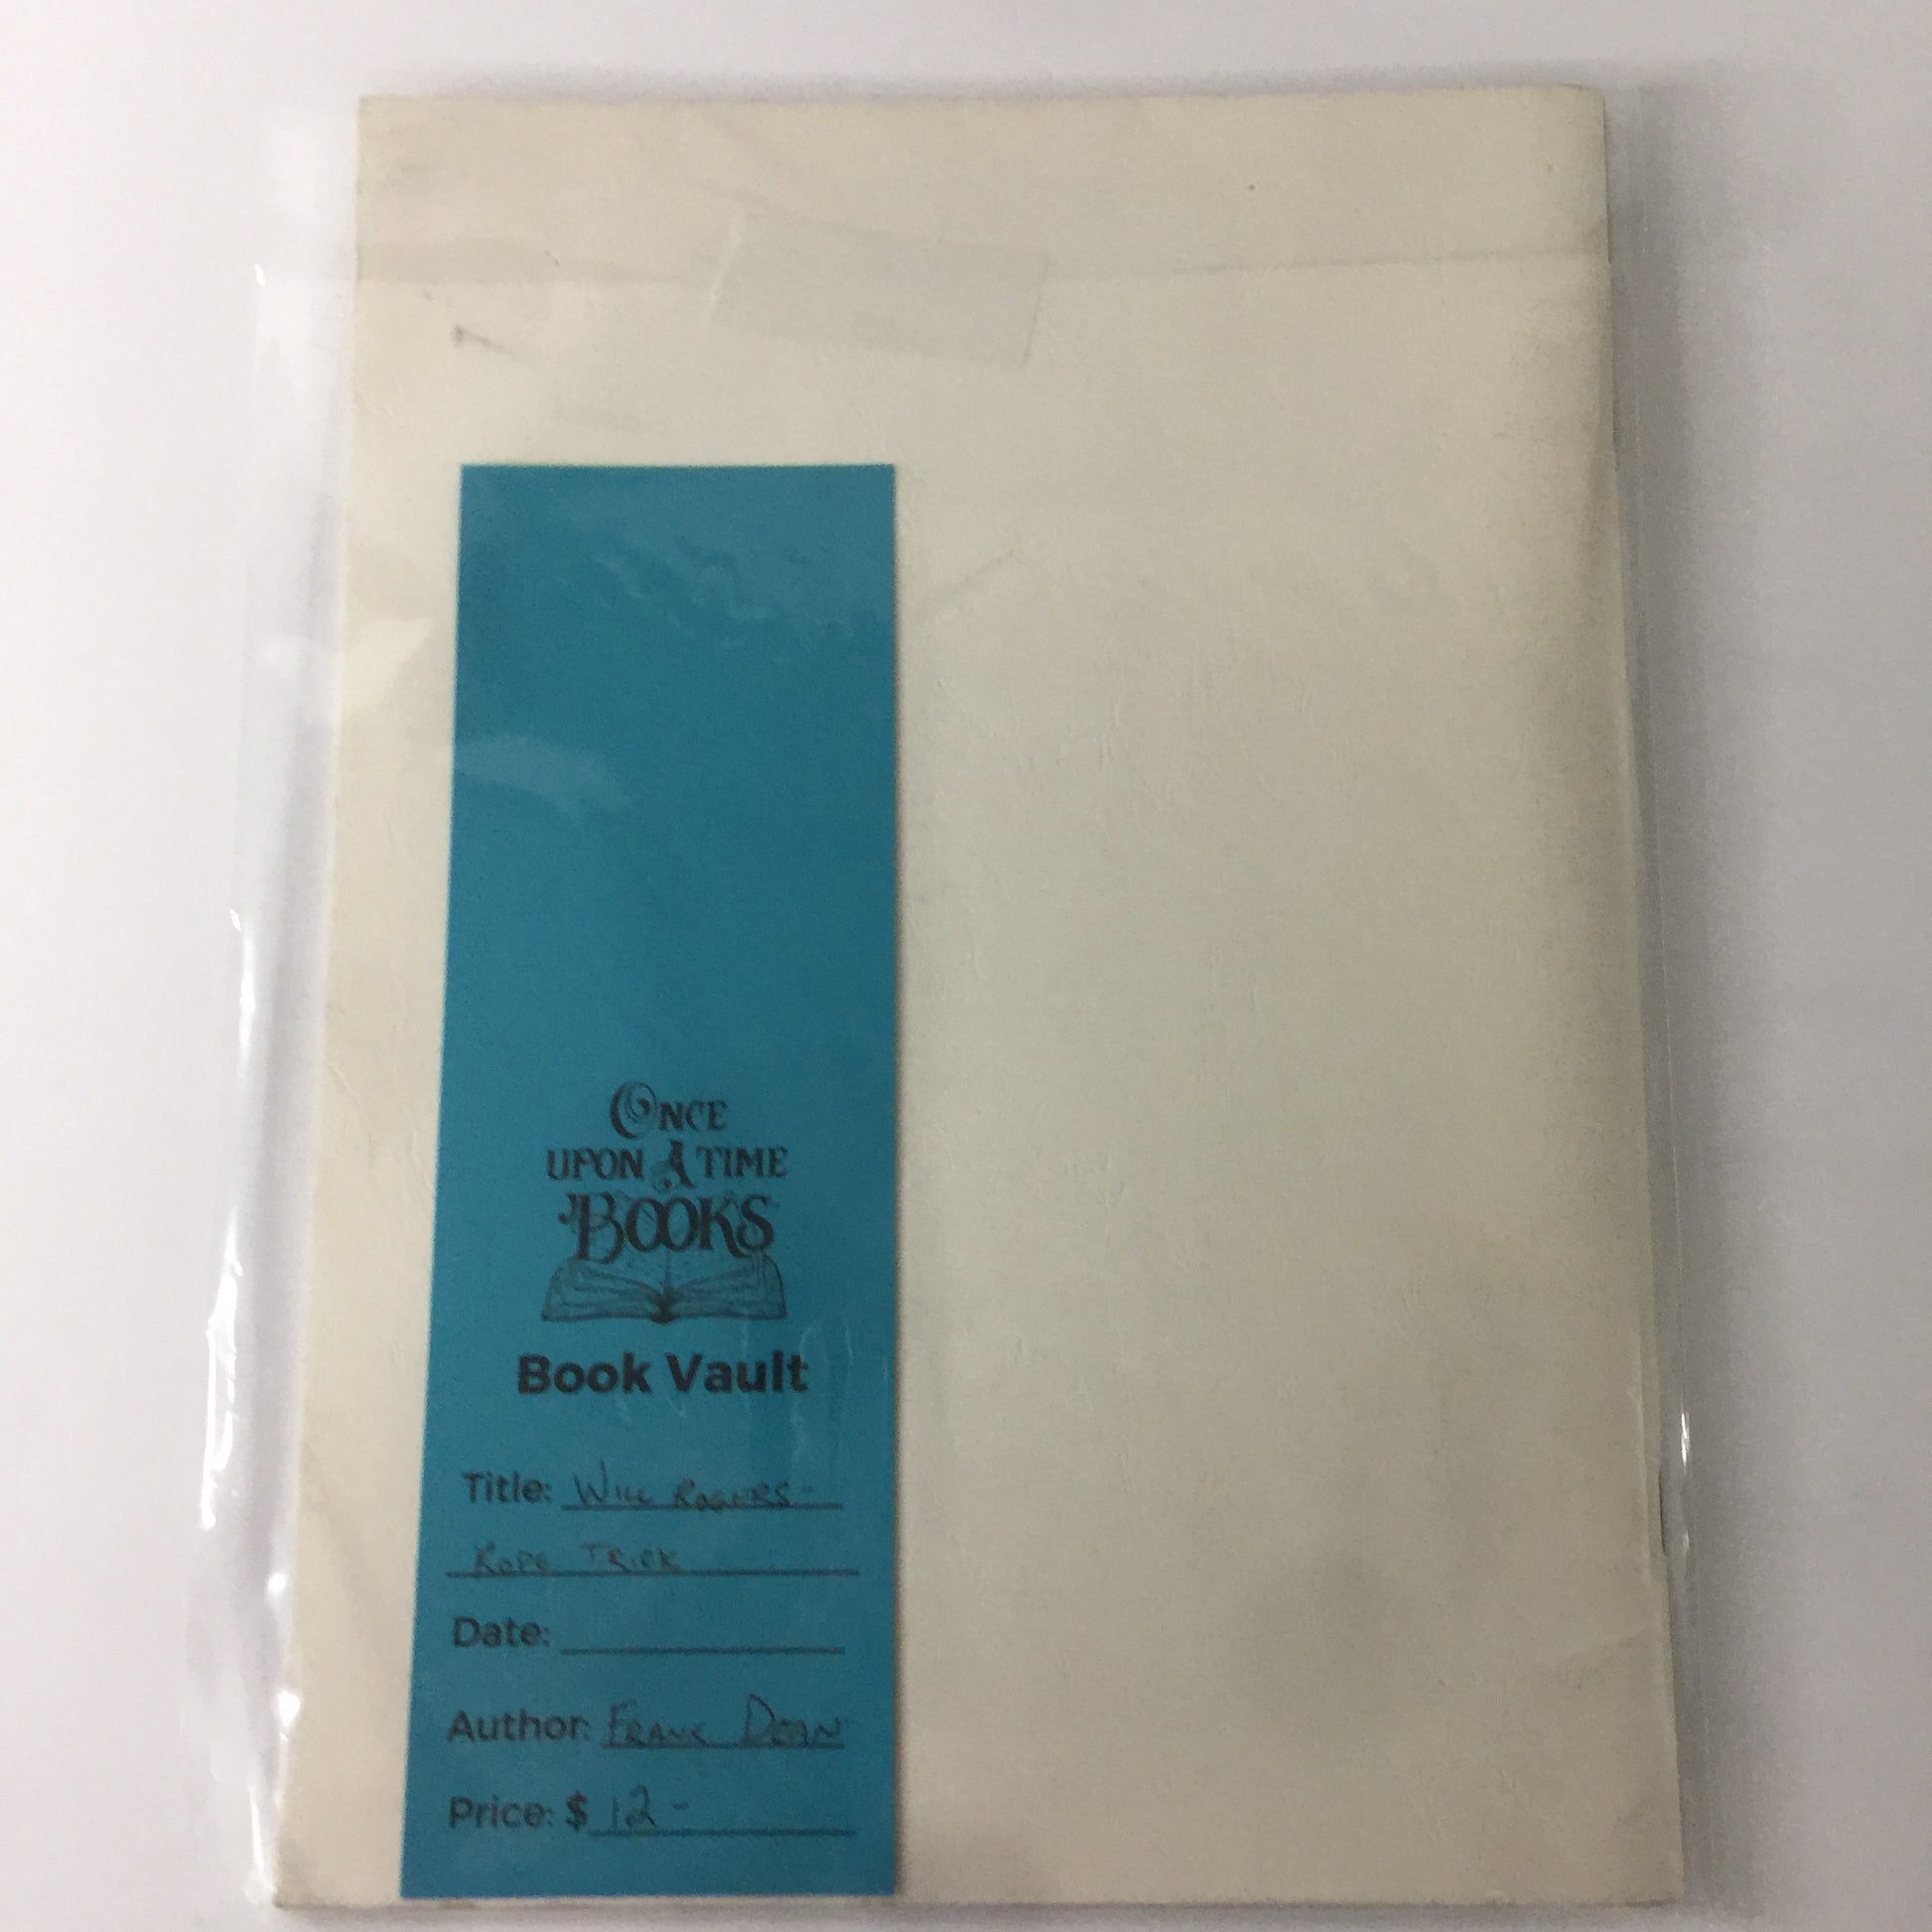 ONCE
UPON A TIME
BOOKS
Book Vault
Title: WILL ROGERS-
ROPE TRICK
Date:
Author: FRANK DEAN
Price: $ 12-